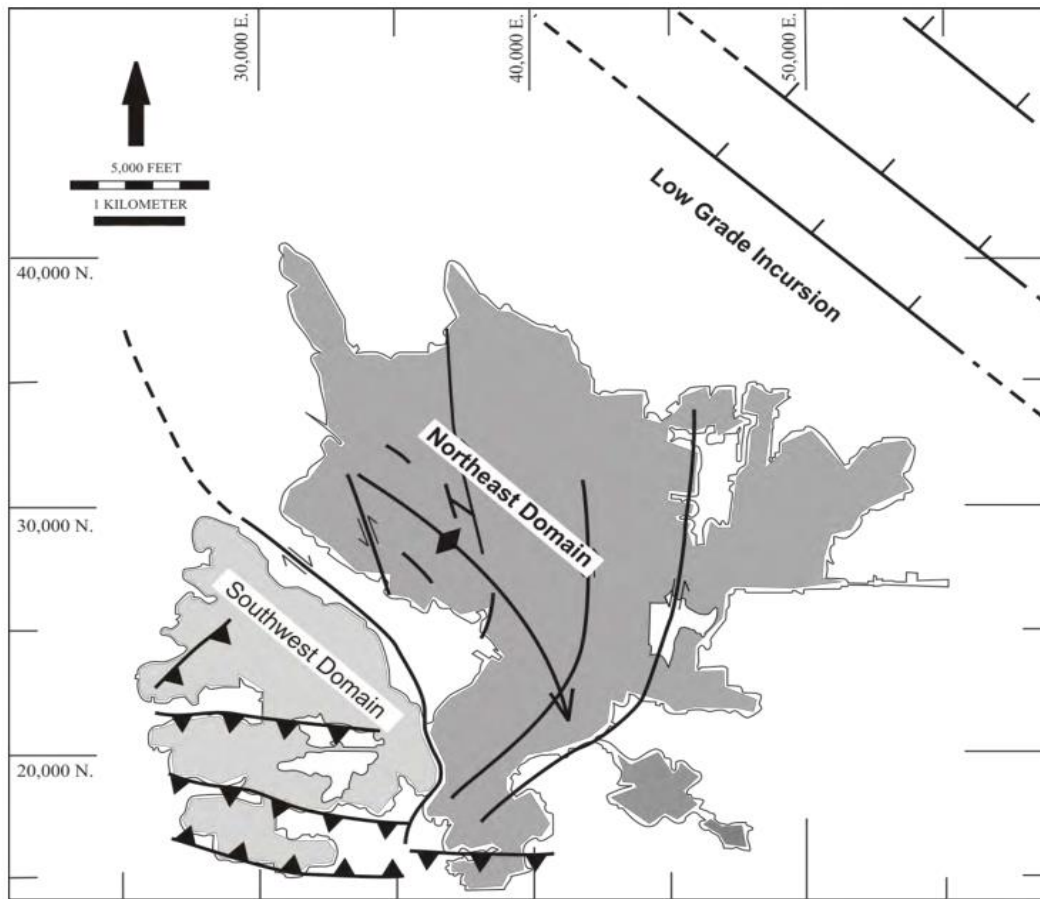 30,000 E.
40,000 E.
50,000 E.
5,000 FEET
1 KILOMETER
Low Grade Incursion
40,000 N.
Northeast Domain
30,000 N.
Southwest Domain
20,000 N.